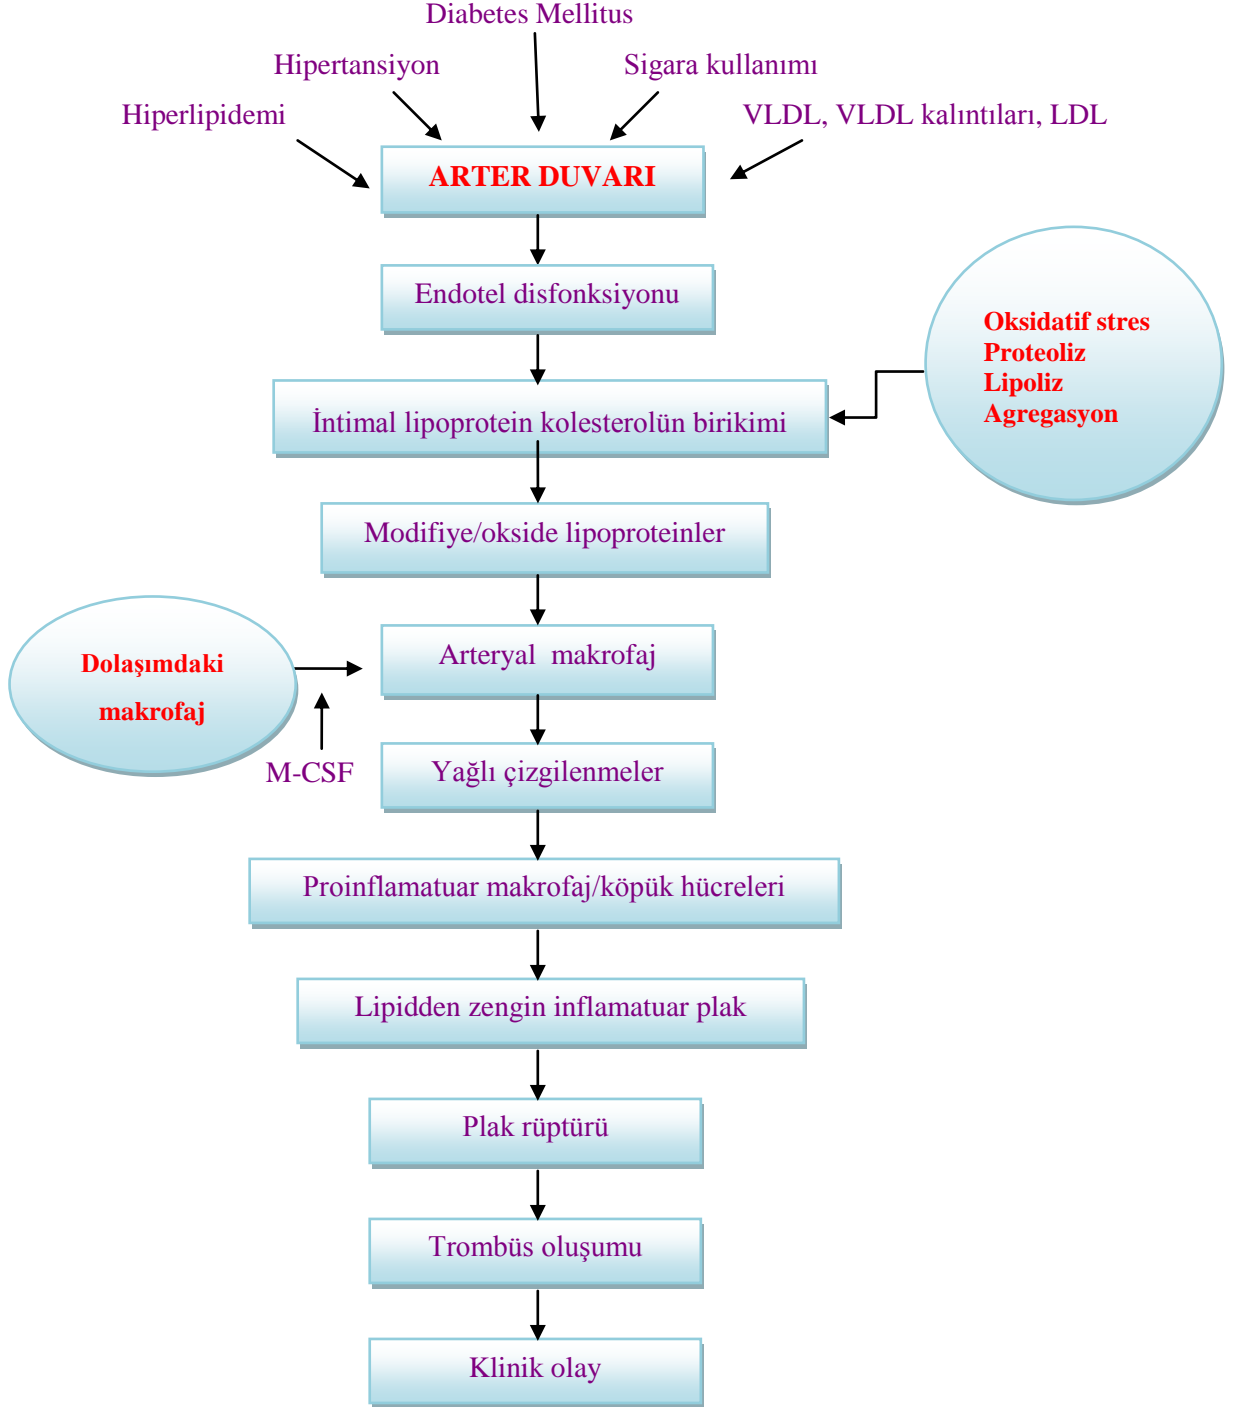 Diabetes Mellitus
Hipertansiyon
Sigara kullanımı
Hiperlipidemi
VLDL, VLDL kalıntıları, LDL
ARTER DUVARI
Endotel disfonksiyonu
Oksidatif stres
Proteoliz
Lipoliz
Agregasyon
İntimal lipoprotein kolesterolün birikimi
Modifiye/okside lipoproteinler
Dolaşımdaki
makrofaj
Arteryal makrofaj
M-CSF
Yağlı çizgilenmeler
Proinflamatuar makrofaj/köpük hücreleri
Lipidden zengin inflamatuar plak
Plak rüptürü
Trombüs oluşumu
Klinik olay